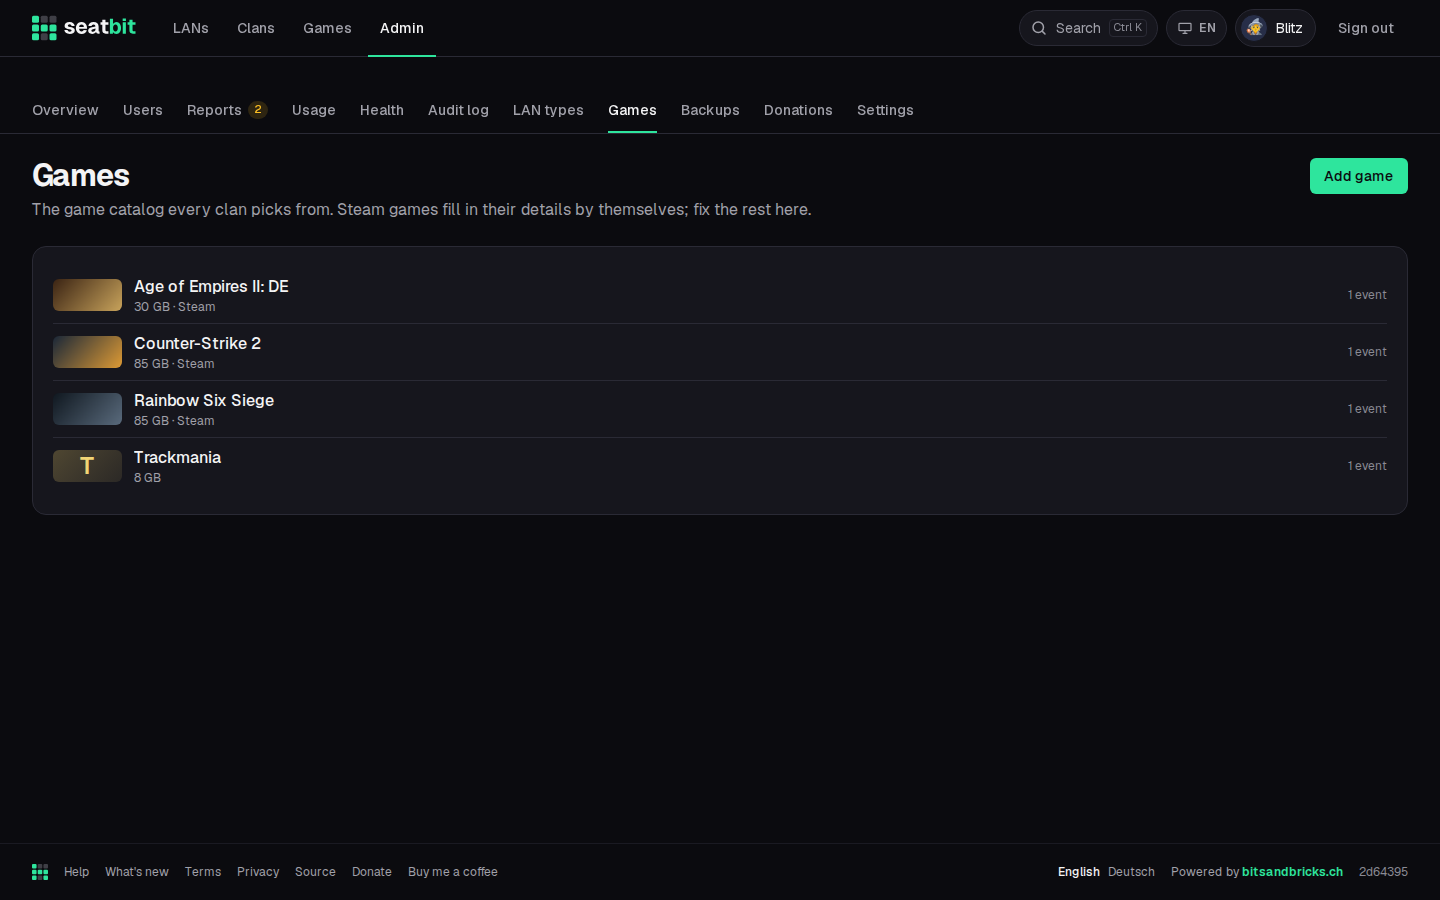 seatbit LANs Clans Games Admin Search Ctrl K EN Blitz Sign out
Overview Users Reports 2 Usage Health Audit log LAN types Games Backups Donations Settings
Games
Add game
The game catalog every clan picks from. Steam games fill in their details by themselves; fix the rest here.
Age of Empires II: DE
30 GB · Steam
1 event
Counter-Strike 2
85 GB · Steam
1 event
Rainbow Six Siege
85 GB · Steam
1 event
T
Trackmania
8 GB
1 event
Help What's new Terms Privacy Source Donate Buy me a coffee English Deutsch Powered by bitsandbricks.ch 2d64395